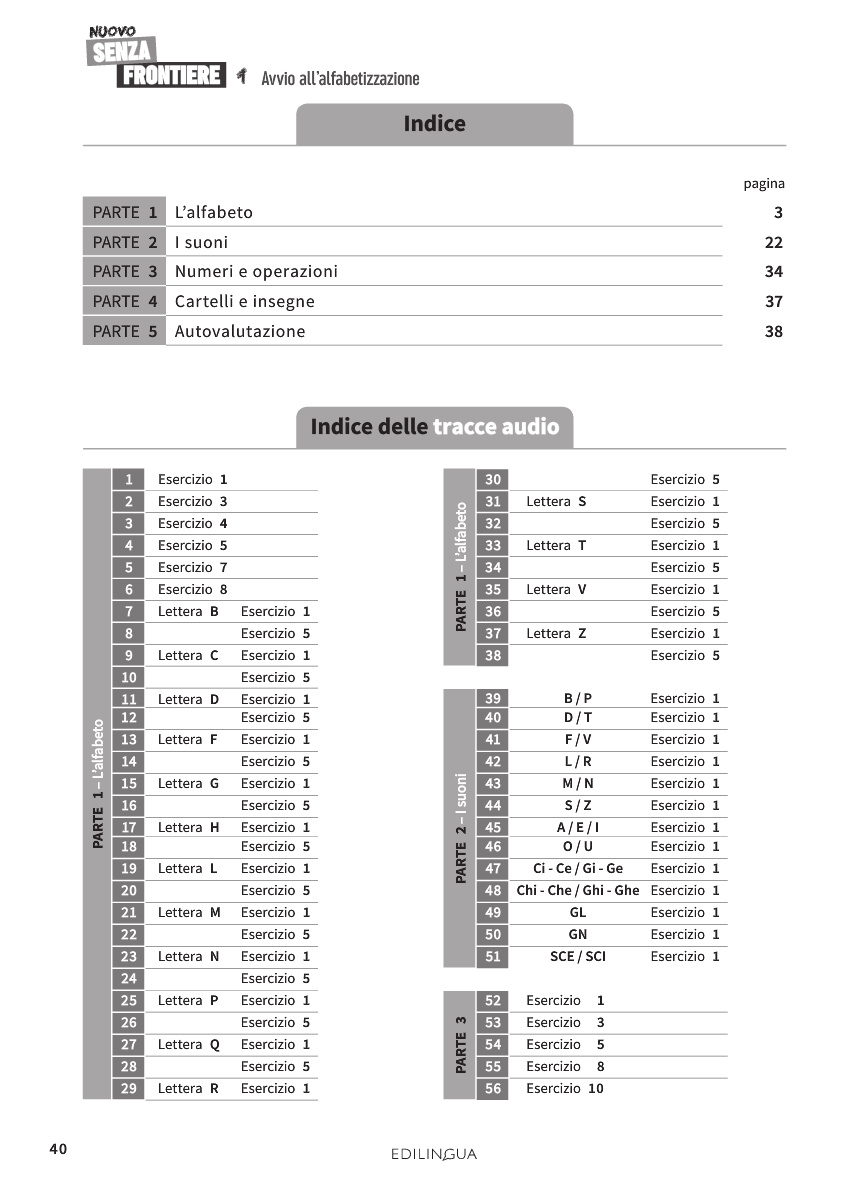 NUOVO
SENZA
FRONTIERE 1 Avvio all'alfabetizzazione
Indice
pagina
PARTE 1 L'alfabeto 3
PARTE 2 I suoni 22
PARTE 3 Numeri e operazioni 34
PARTE 4 Cartelli e insegne 37
PARTE 5 Autovalutazione 38
Indice delle tracce audio
PARTE 1 – L'alfabeto
1 Esercizio 1
2 Esercizio 3
3 Esercizio 4
4 Esercizio 5
5 Esercizio 7
6 Esercizio 8
7 Lettera B Esercizio 1
8 Esercizio 5
9 Lettera C Esercizio 1
10 Esercizio 5
11 Lettera D Esercizio 1
12 Esercizio 5
13 Lettera F Esercizio 1
14 Esercizio 5
15 Lettera G Esercizio 1
16 Esercizio 5
17 Lettera H Esercizio 1
18 Esercizio 5
19 Lettera L Esercizio 1
20 Esercizio 5
21 Lettera M Esercizio 1
22 Esercizio 5
23 Lettera N Esercizio 1
24 Esercizio 5
25 Lettera P Esercizio 1
26 Esercizio 5
27 Lettera Q Esercizio 1
28 Esercizio 5
29 Lettera R Esercizio 1
PARTE 1 – L'alfabeto
30 Esercizio 5
31 Lettera S Esercizio 1
32 Esercizio 5
33 Lettera T Esercizio 1
34 Esercizio 5
35 Lettera V Esercizio 1
36 Esercizio 5
37 Lettera Z Esercizio 1
38 Esercizio 5
PARTE 2 – I suoni
39 B / P Esercizio 1
40 D / T Esercizio 1
41 F / V Esercizio 1
42 L / R Esercizio 1
43 M / N Esercizio 1
44 S / Z Esercizio 1
45 A / E / I Esercizio 1
46 O / U Esercizio 1
47 Ci - Ce / Gi - Ge Esercizio 1
48 Chi - Che / Ghi - Ghe Esercizio 1
49 GL Esercizio 1
50 GN Esercizio 1
51 SCE / SCI Esercizio 1
PARTE 3
52 Esercizio 1
53 Esercizio 3
54 Esercizio 5
55 Esercizio 8
56 Esercizio 10
40
EDILINGUA